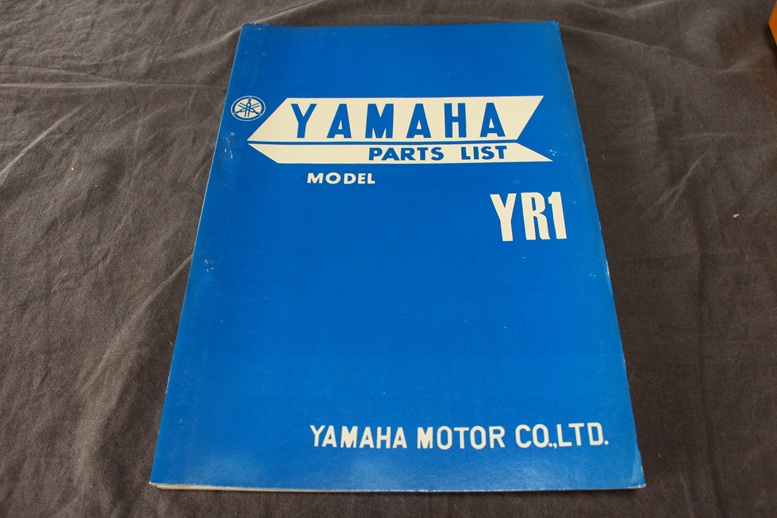 YAMAHA
PARTS LIST
MODEL
YR1
YAMAHA MOTOR CO.,LTD.